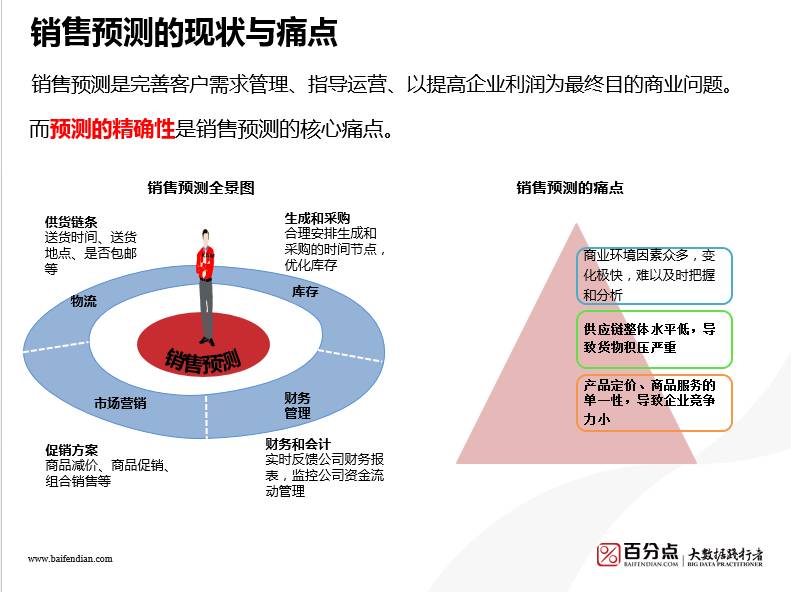 销售预测的现状与痛点
销售预测是完善客户需求管理、指导运营、以提高企业利润为最终目的商业问题。
而预测的精确性是销售预测的核心痛点。
销售预测全景图
供货链条
送货时间、送货
地点、是否包邮
等
生成和采购
合理安排生成和
采购的时间节点，
优化库存
物流
库存
销售预测
市场营销
财务
管理
促销方案
商品减价、商品促销、
组合销售等
财务和会计
实时反馈公司财务报
表，监控公司资金流
动管理
销售预测的痛点
商业环境因素众多，变
化极快，难以及时把握
和分析
供应链整体水平低，导
致货物积压严重
产品定价、商品服务的
单一性，导致企业竞争
力小
www.baifendian.com
百分点
BAIFENDIAN.COM
大数据践行者
BIG DATA PRACTITIONER